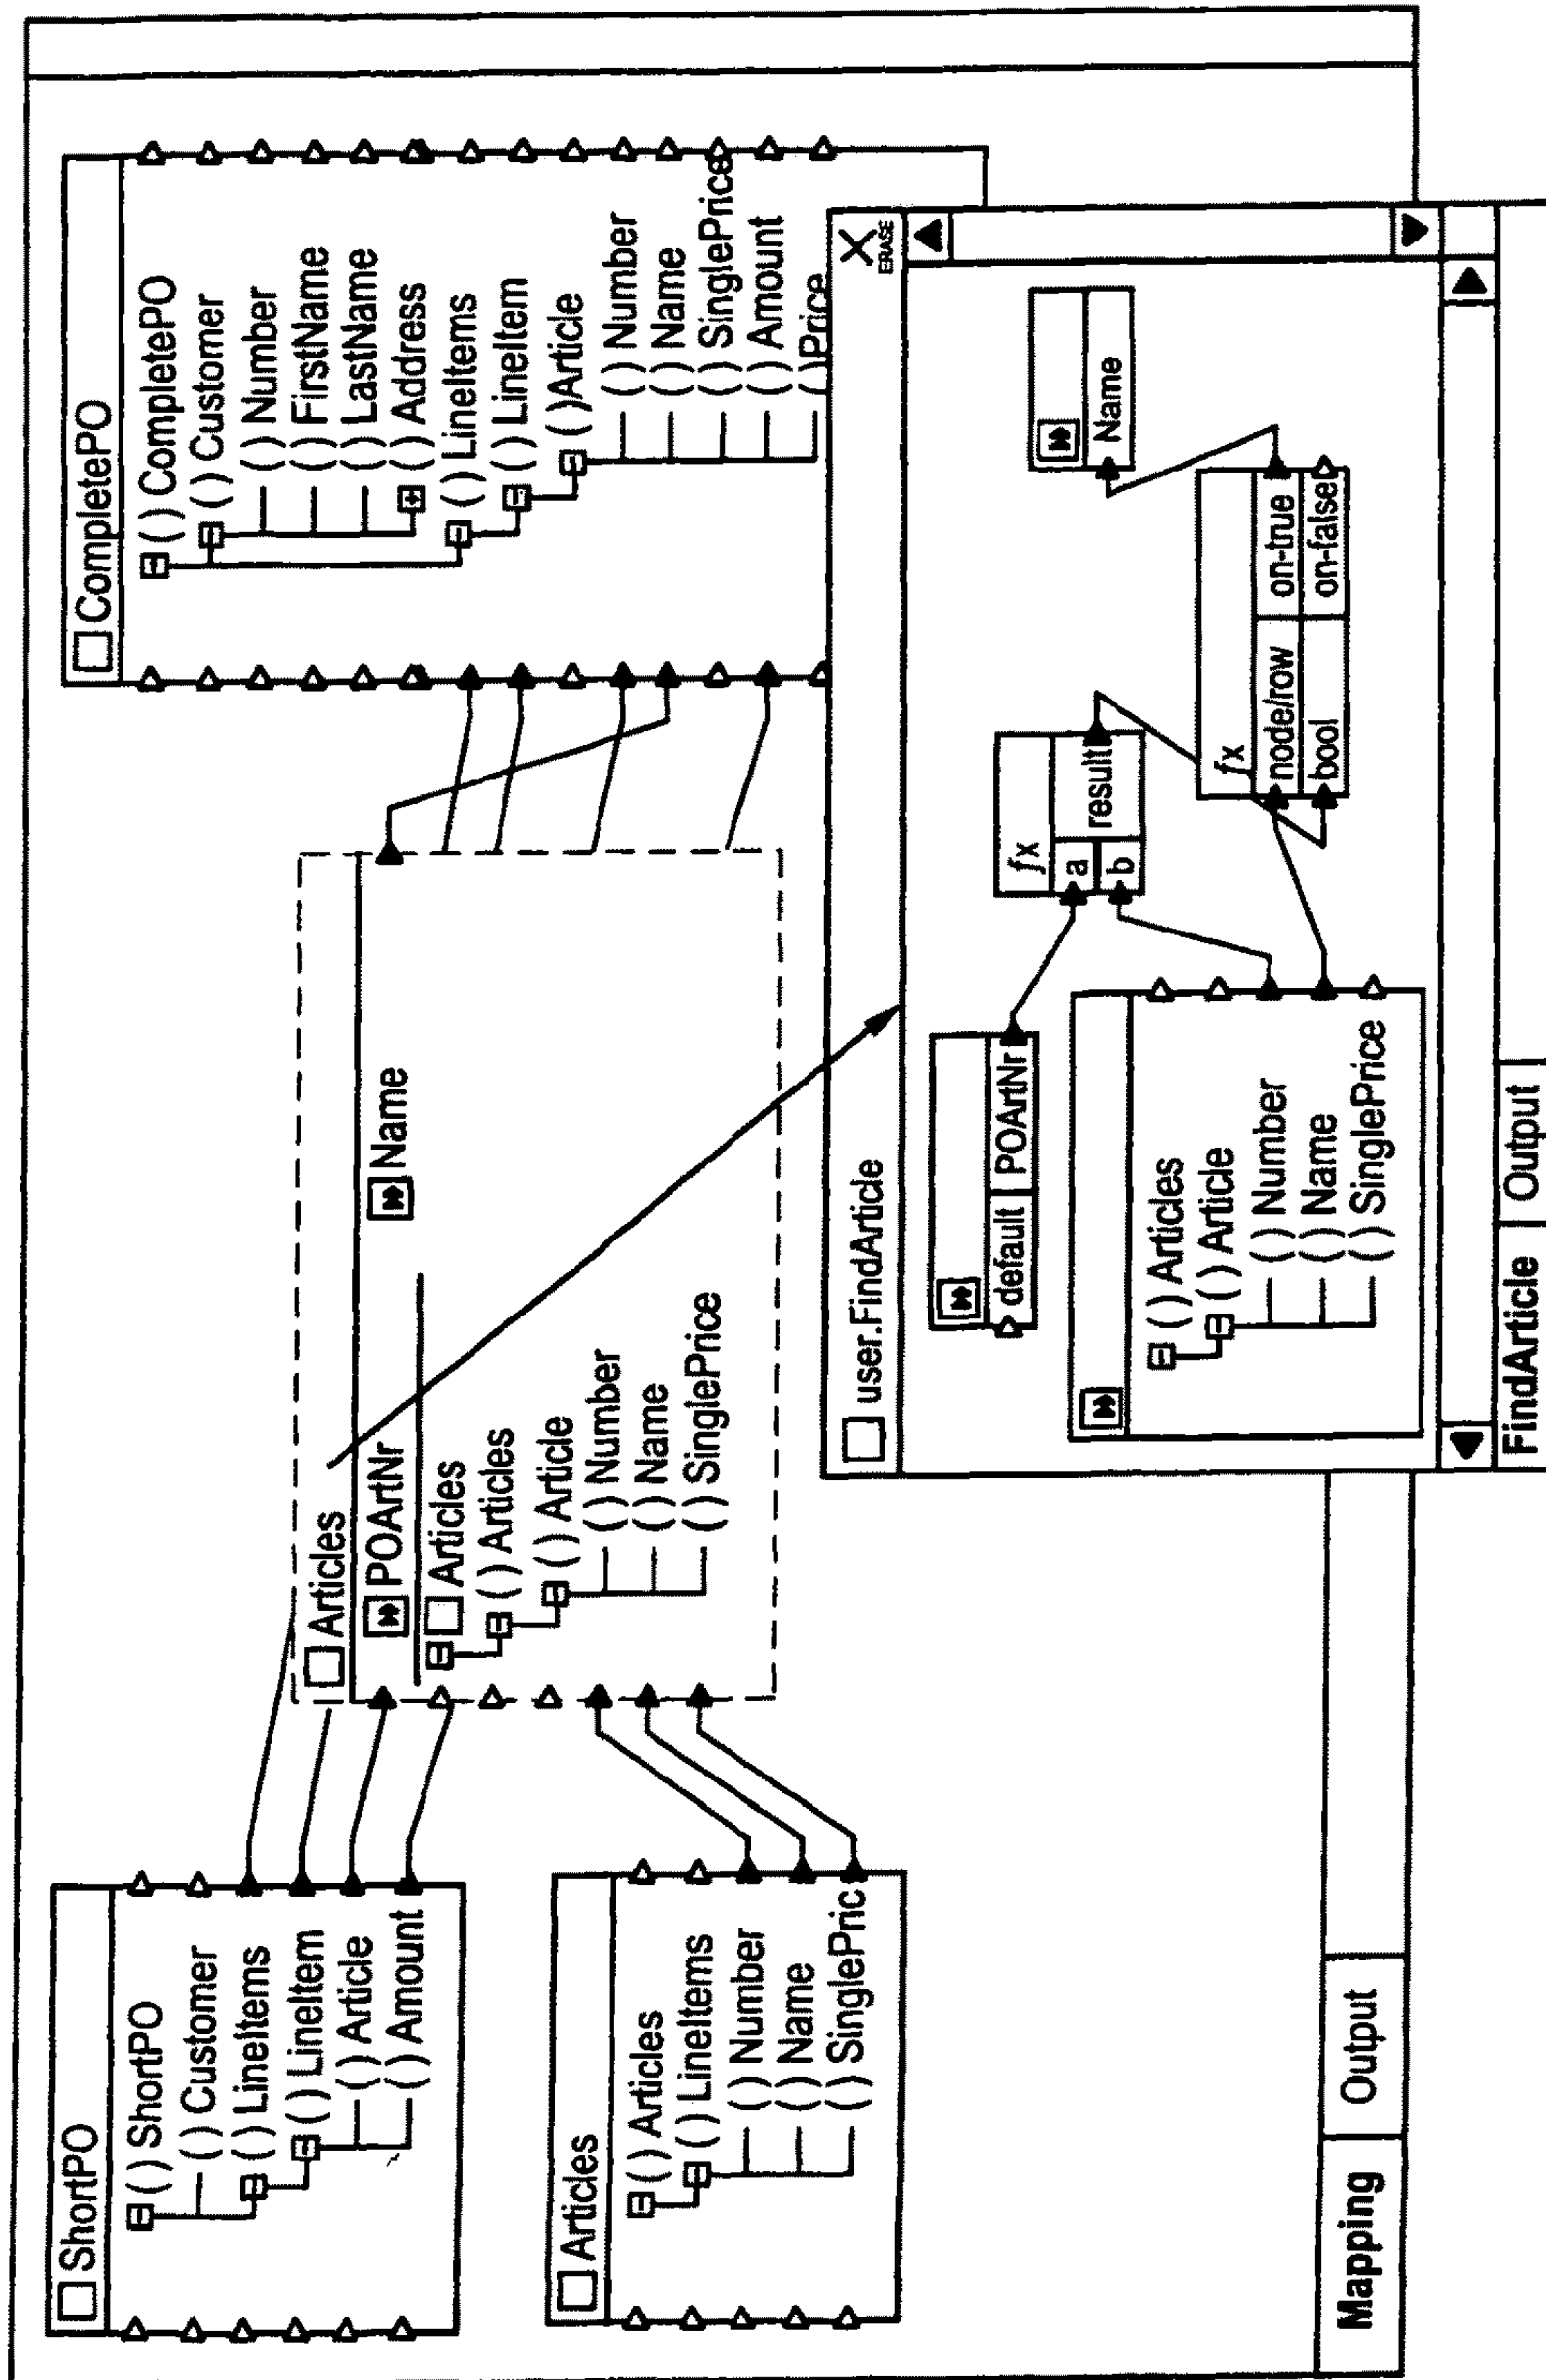 ShortPO
( ) ShortPO
( ) Customer
( ) LineItems
( ) LineItem
( ) Article
( ) Amount
Articles
( ) Articles
( ) LineItems
( ) Number
( ) Name
( ) SinglePric
Articles
POArtNr
Name
Articles
( ) Articles
( ) Article
( ) Number
( ) Name
( ) SinglePrice
CompletePO
( ) CompletePO
( ) Customer
( ) Number
( ) FirstName
( ) LastName
( ) Address
( ) LineItems
( ) LineItem
( )Article
( ) Number
( ) Name
( ) SinglePrice
( ) Amount
( )Price
user.FindArticle
ERASE
default POArtNr
( ) Articles
( ) Article
( ) Number
( ) Name
( ) SinglePrice
fx
a
b
result
fx
node/row on-true
bool on-false
Name
FindArticle Output
Mapping Output